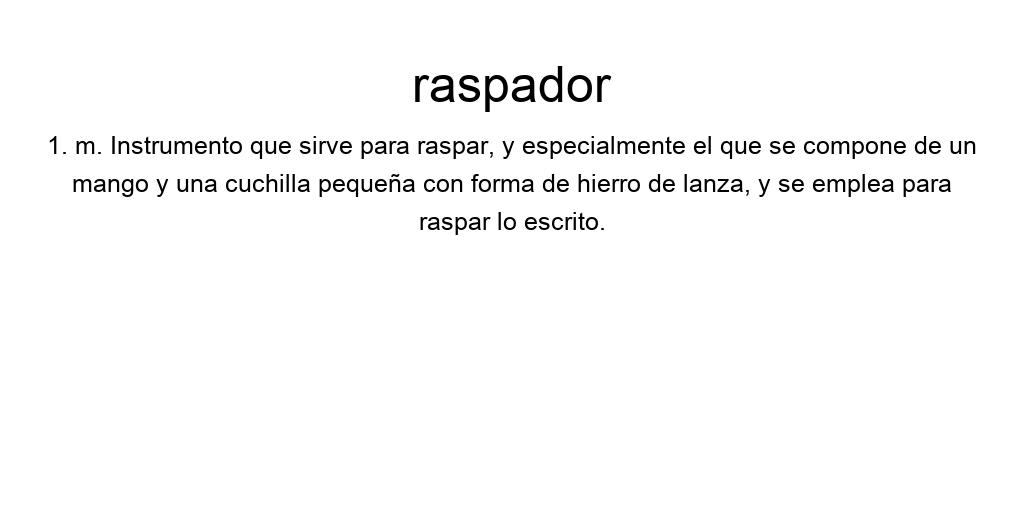 raspador
1. m. Instrumento que sirve para raspar, y especialmente el que se compone de un
mango y una cuchilla pequeña con forma de hierro de lanza, y se emplea para
raspar lo escrito.